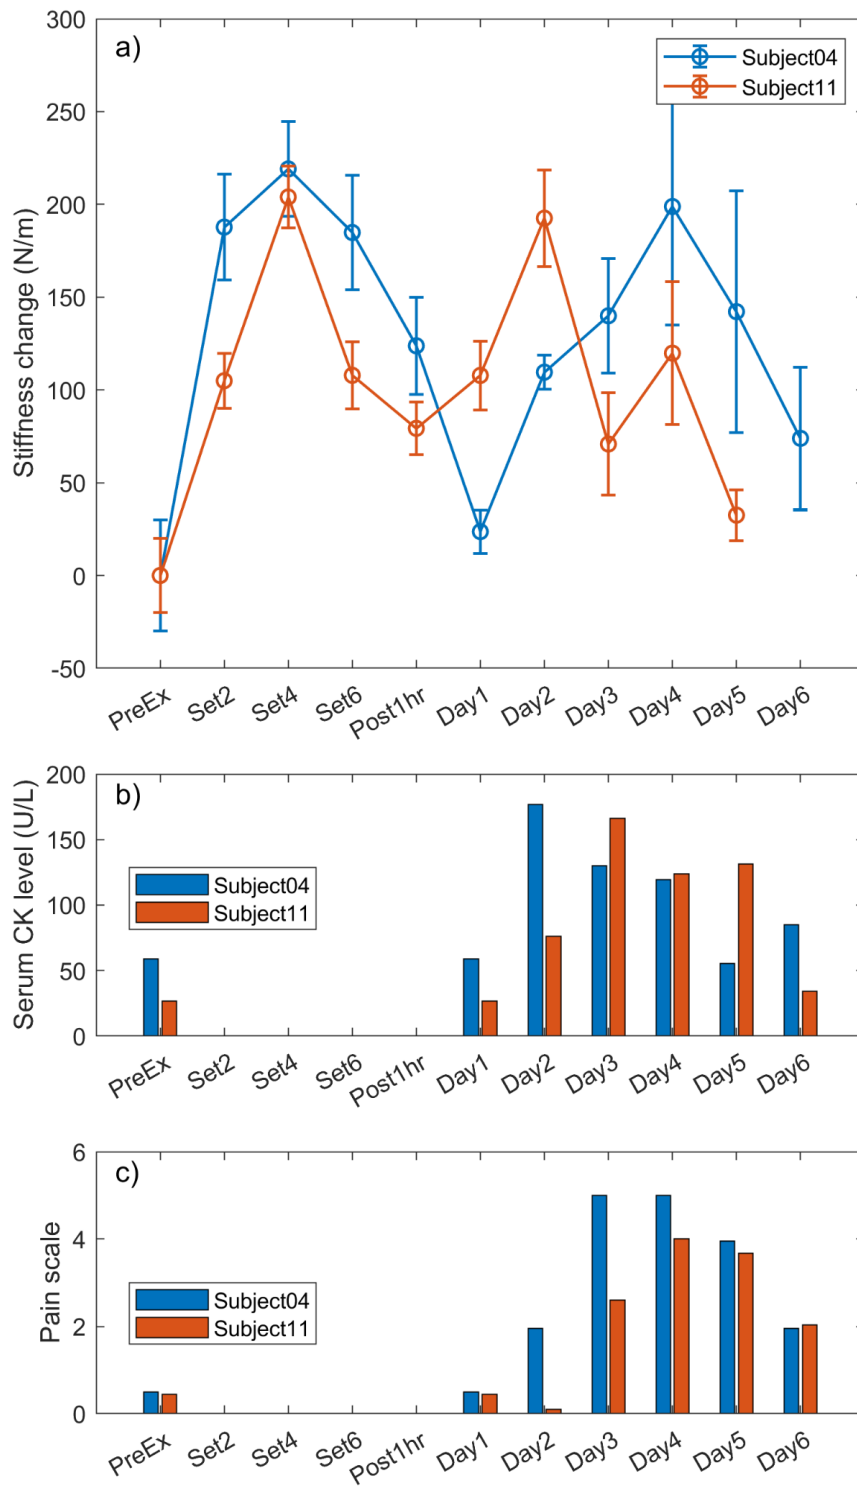 a)
Subject04
Subject11
Stiffness change (N/m)
300
250
200
150
100
50
0
-50
PreEx Set2 Set4 Set6 Post1hr Day1 Day2 Day3 Day4 Day5 Day6
b)
Subject04
Subject11
Serum CK level (U/L)
200
150
100
50
0
PreEx Set2 Set4 Set6 Post1hr Day1 Day2 Day3 Day4 Day5 Day6
c)
Subject04
Subject11
Pain scale
6
4
2
0
PreEx Set2 Set4 Set6 Post1hr Day1 Day2 Day3 Day4 Day5 Day6